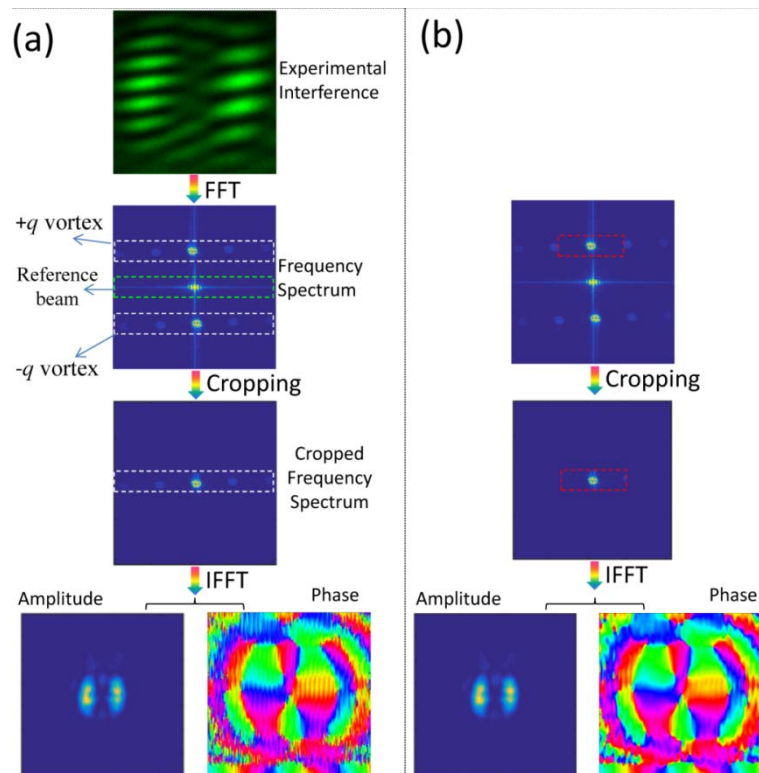 (a)
Experimental
Interference
FFT
+q vortex
Reference
beam
-q vortex
Frequency
Spectrum
Cropping
Cropped
Frequency
Spectrum
IFFT
Amplitude
Phase
(b)
Cropping
IFFT
Amplitude
Phase